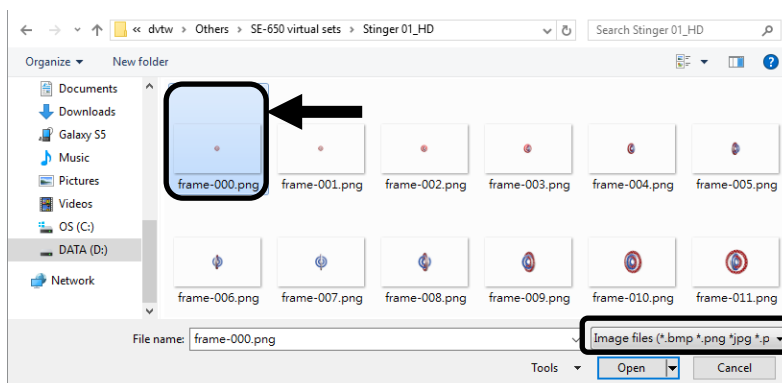 « dvtw › Others › SE-650 virtual sets › Stinger 01_HD
Search Stinger 01_HD
Organize
New folder
?
Documents
Downloads
Galaxy S5
Music
Pictures
Videos
OS (C:)
DATA (D:)
Network
frame-000.png frame-001.png frame-002.png frame-003.png frame-004.png frame-005.png
frame-006.png frame-007.png frame-008.png frame-009.png frame-010.png frame-011.png
File name: frame-000.png
Image files (*.bmp *.png *jpg *.p
Tools Open Cancel